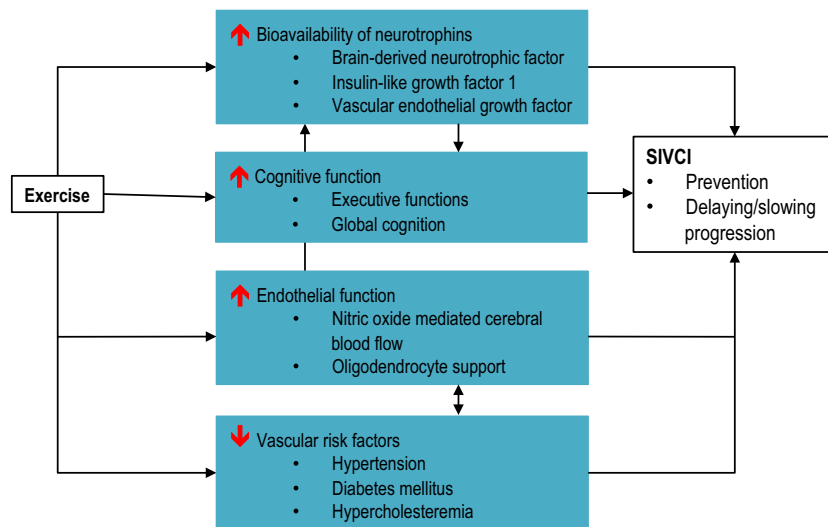 Bioavailability of neurotrophins
• Brain-derived neurotrophic factor
• Insulin-like growth factor 1
• Vascular endothelial growth factor
Exercise
Cognitive function
• Executive functions
• Global cognition
SIVCI
• Prevention
• Delaying/slowing
progression
Endothelial function
• Nitric oxide mediated cerebral
blood flow
• Oligodendrocyte support
Vascular risk factors
• Hypertension
• Diabetes mellitus
• Hypercholesteremia